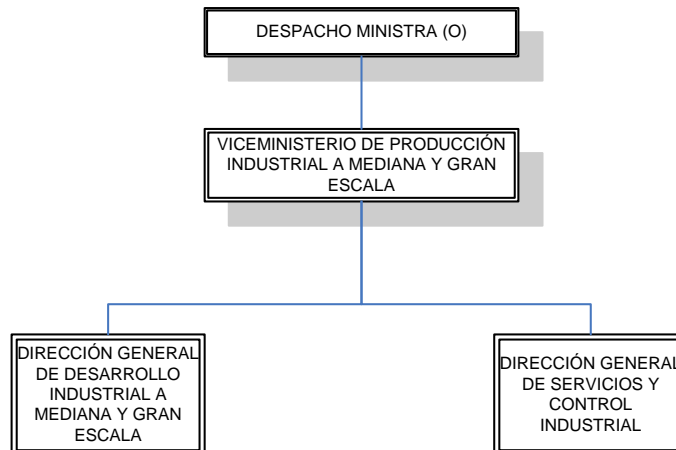 DESPACHO MINISTRA (O)
VICEMINISTERIO DE PRODUCCIÓN
INDUSTRIAL A MEDIANA Y GRAN
ESCALA
DIRECCIÓN GENERAL
DE DESARROLLO
INDUSTRIAL A
MEDIANA Y GRAN
ESCALA
DIRECCIÓN GENERAL
DE SERVICIOS Y
CONTROL
INDUSTRIAL